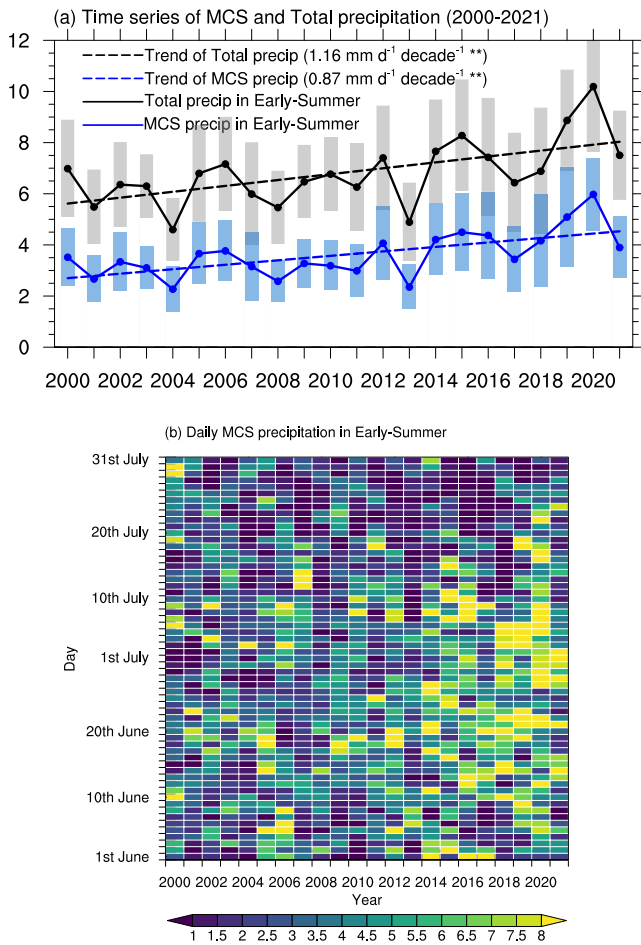 (a) Time series of MCS and Total precipitation (2000-2021)
12
10
8
6
4
2
0
Trend of Total precip (1.16 mm d⁻¹ decade⁻¹ **)
Trend of MCS precip (0.87 mm d⁻¹ decade⁻¹ **)
Total precip in Early-Summer
MCS precip in Early-Summer
2000 2002 2004 2006 2008 2010 2012 2014 2016 2018 2020
(b) Daily MCS precipitation in Early-Summer
31st July
20th July
10th July
1st July
20th June
10th June
1st June
Day
2000 2002 2004 2006 2008 2010 2012 2014 2016 2018 2020
Year
1 1.5 2 2.5 3 3.5 4 4.5 5 5.5 6 6.5 7 7.5 8